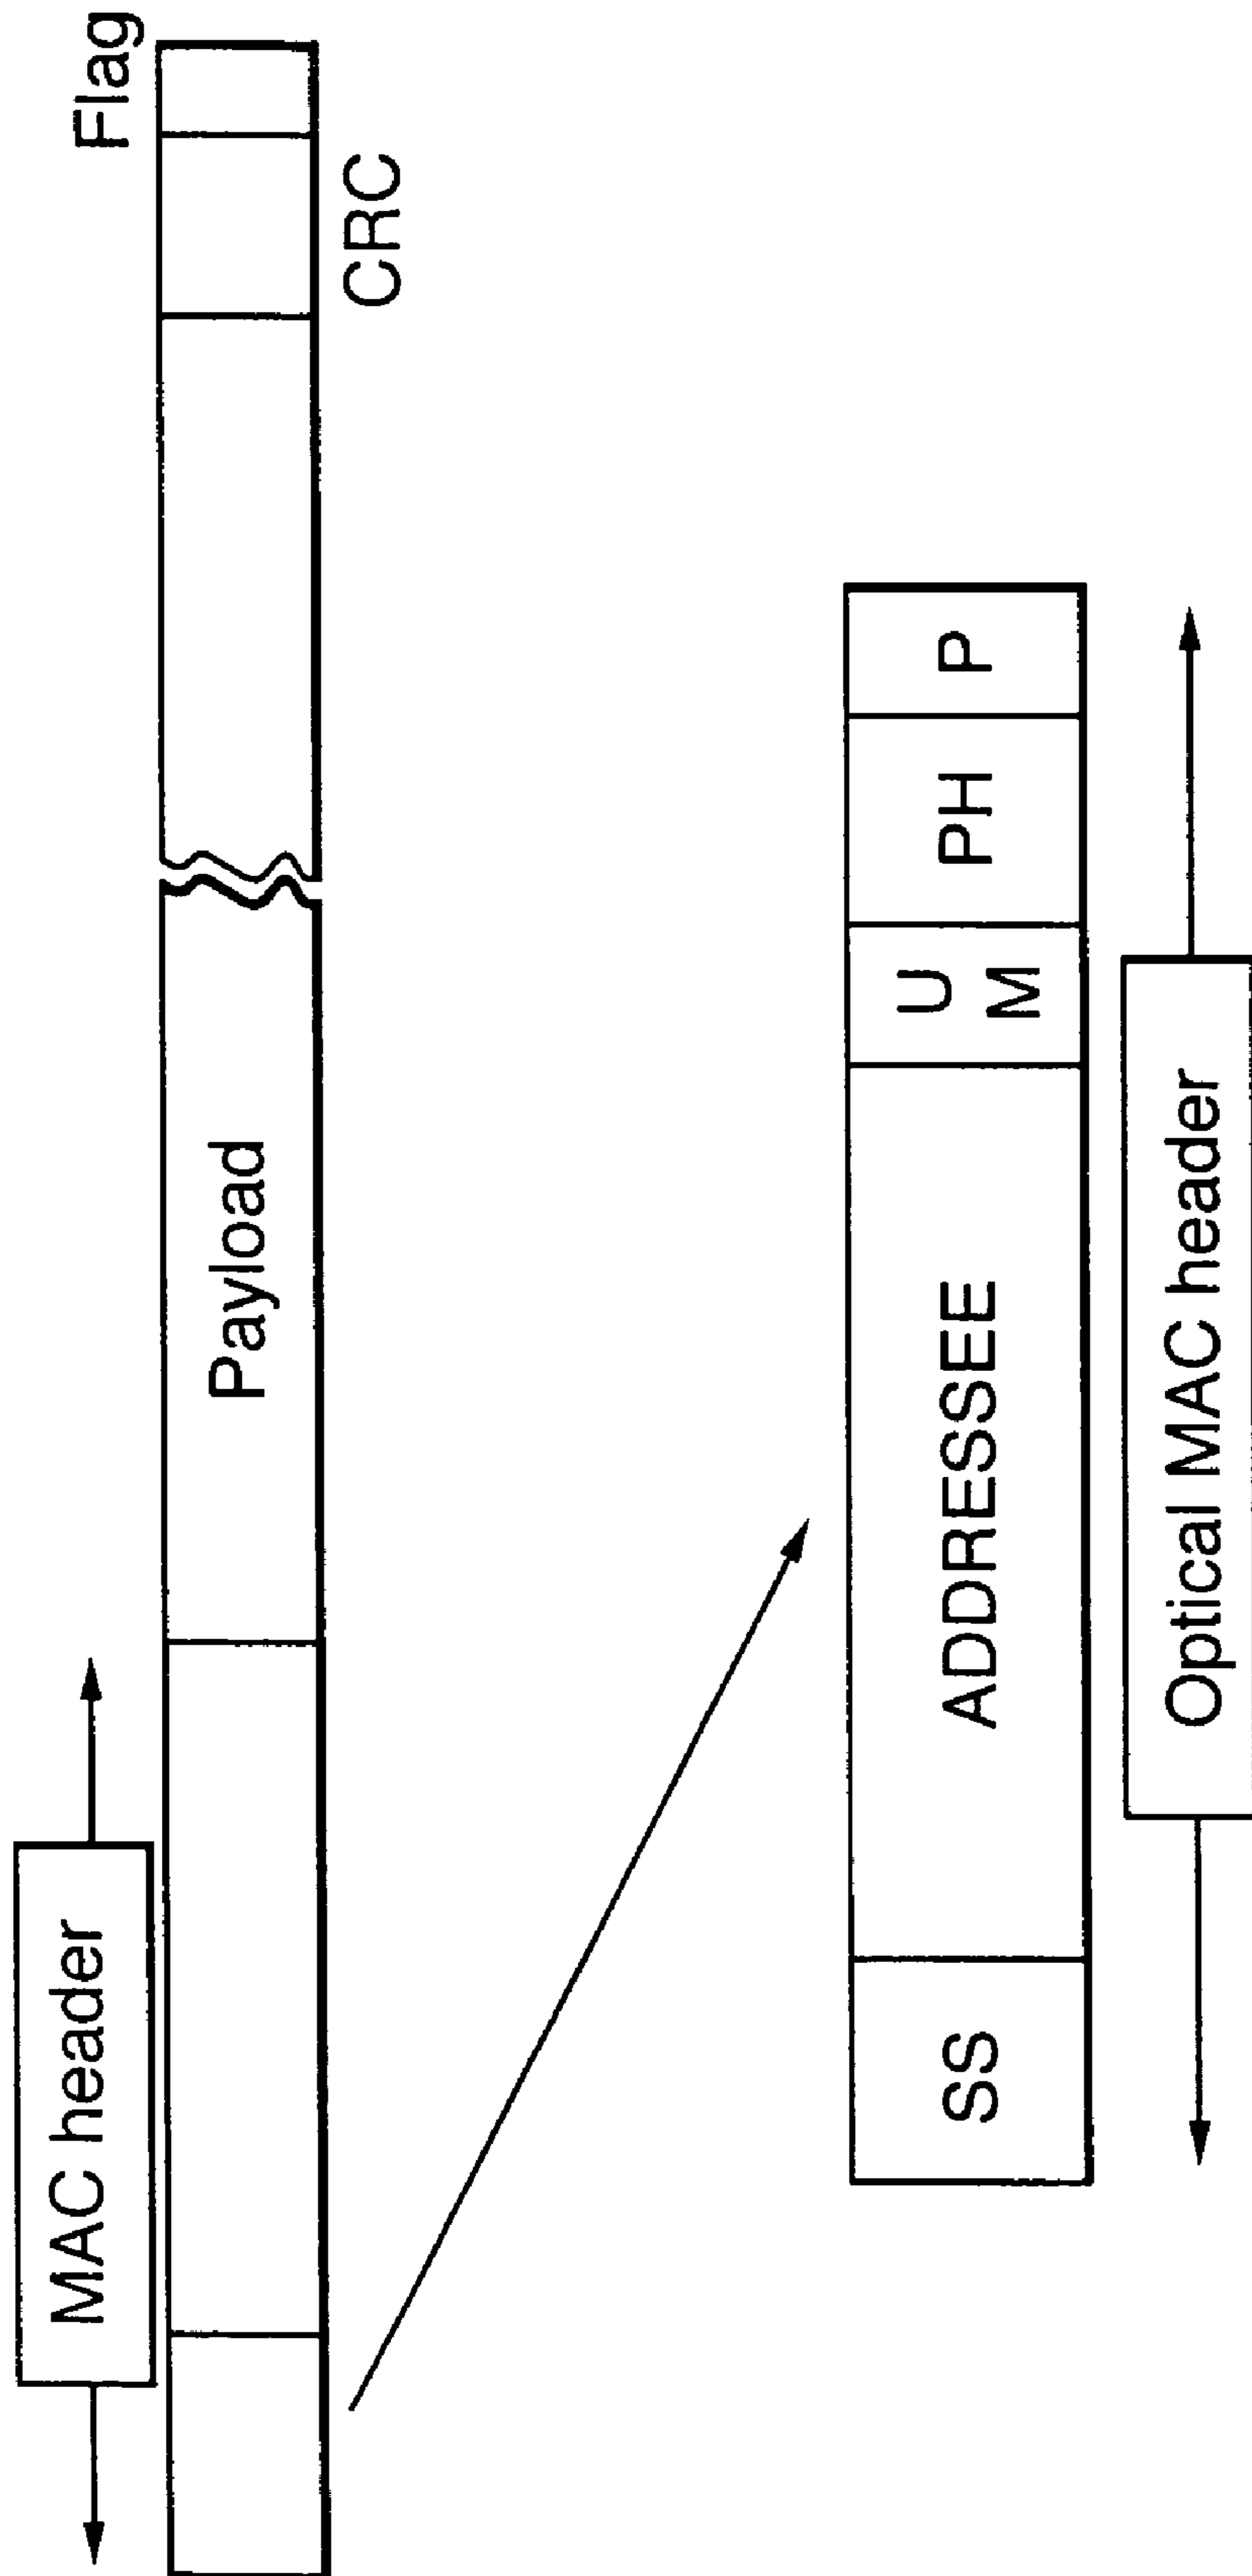 MAC header
Payload
Flag
CRC
SS
ADDRESSEE
U
M
PH
P
Optical MAC header